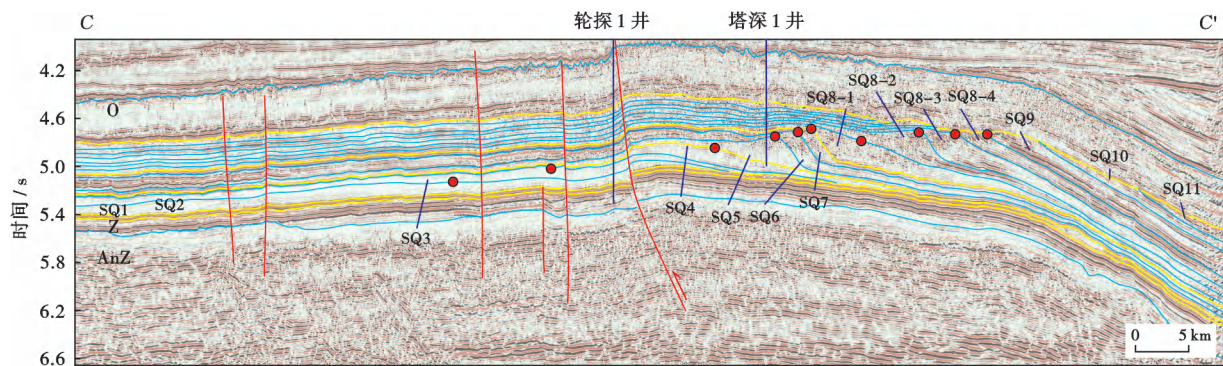 C
轮探1井
塔深1井
C'
SQ8-2
SQ8-1
SQ8-3
SQ8-4
SQ9
SQ10
SQ11
O
SQ1
SQ2
Z
AnZ
SQ3
SQ4
SQ5
SQ6
SQ7
时间/s
4.2
4.6
5.0
5.4
5.8
6.2
6.6
0 5 km